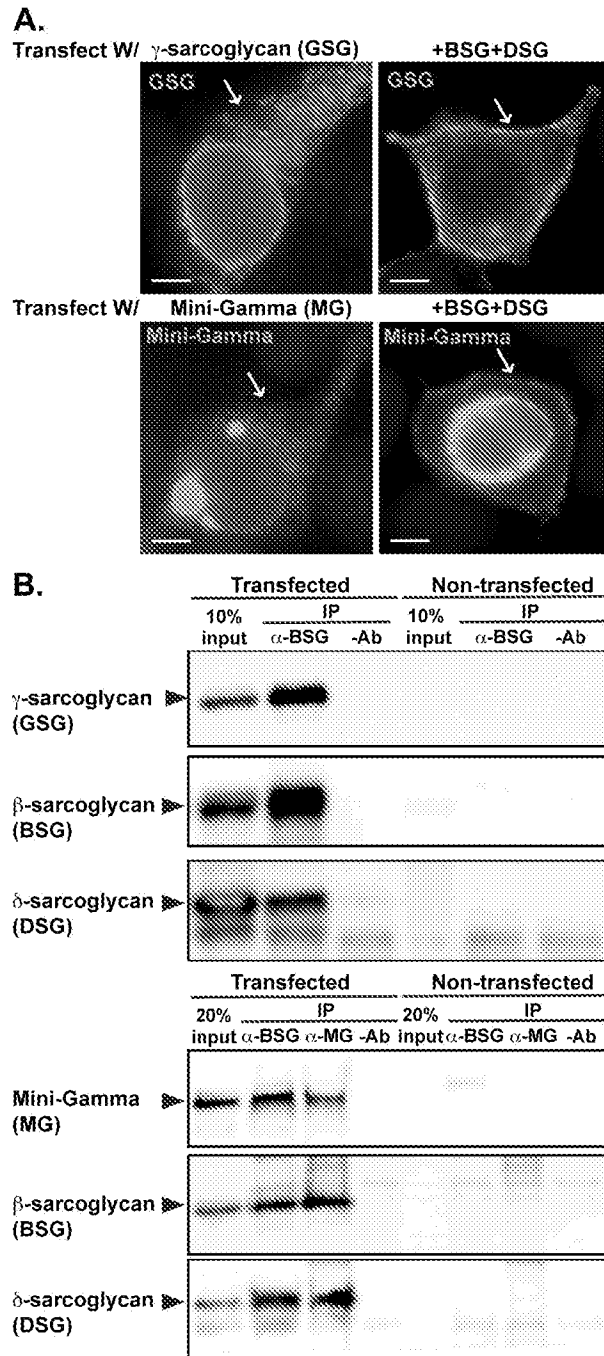 A.
Transfect W/ γ-sarcoglycan (GSG) +BSG+DSG
GSG GSG
Transfect W/ Mini-Gamma (MG) +BSG+DSG
Mini-Gamma Mini-Gamma
B.
Transfected Non-transfected
10% input IP α-BSG -Ab 10% input IP α-BSG -Ab
γ-sarcoglycan
(GSG)
β-sarcoglycan
(BSG)
δ-sarcoglycan
(DSG)
Transfected Non-transfected
20% input IP α-BSG α-MG -Ab 20% input IP α-BSG α-MG -Ab
Mini-Gamma
(MG)
β-sarcoglycan
(BSG)
δ-sarcoglycan
(DSG)